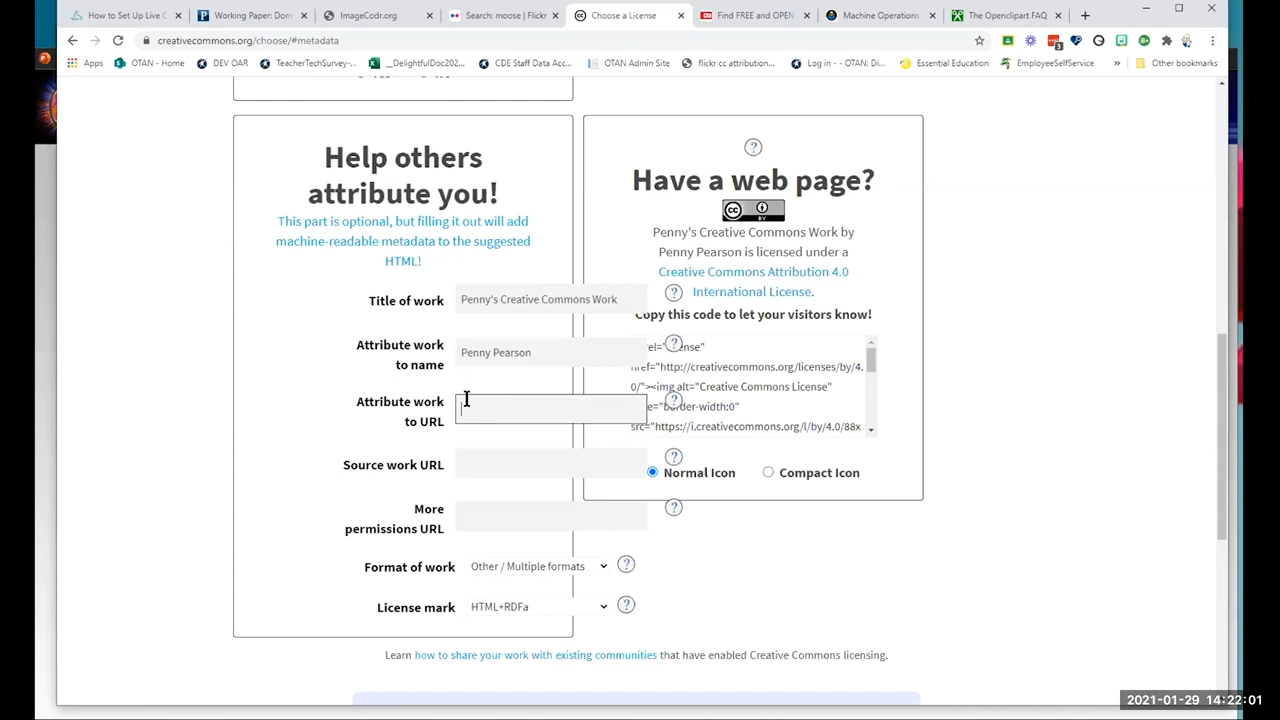 How to Set Up Live C
Working Paper: Dom
ImageCodr.org
Search: moose | Flickr
Choose a License
Find FREE and OPEN
Machine Operations
The Openclipart FAQ
creativecommons.org/choose/#metadata
Apps
OTAN - Home
DEV OAR
TeacherTechSurvey-...
__DelightfulDoc202...
CDE Staff Data Acc...
OTAN Admin Site
flickr cc attribution...
Log in - - OTAN: Di...
Essential Education
EmployeeSelfService
»
Other bookmarks
Help others
attribute you!
This part is optional, but filling it out will add
machine-readable metadata to the suggested
HTML!
Title of work
Penny's Creative Commons Work
?
Attribute work
to name
Penny Pearson
?
Attribute work
to URL
?
Source work URL
?
More
permissions URL
?
Format of work
Other / Multiple formats
?
License mark
HTML+RDFa
?
?
Have a web page?
CC BY
Penny's Creative Commons Work by
Penny Pearson is licensed under a
Creative Commons Attribution 4.0
International License.
Copy this code to let your visitors know!
href="http://creativecommons.org/licenses/by/4.
0/"><img alt="Creative Commons License"
"border-width:0"
src="https://i.creativecommons.org/l/by/4.0/88x
Normal Icon
Compact Icon
Learn how to share your work with existing communities that have enabled Creative Commons licensing.
2021-01-29 14:22:01